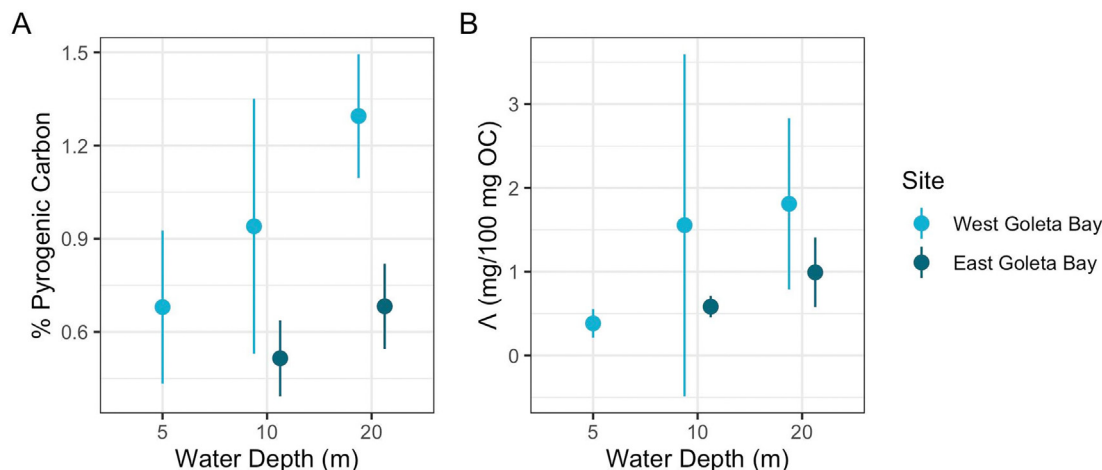 A
% Pyrogenic Carbon
1.5
1.2
0.9
0.6
5 10 20
Water Depth (m)
B
Λ (mg/100 mg OC)
3
2
1
0
5 10 20
Water Depth (m)
Site
West Goleta Bay
East Goleta Bay